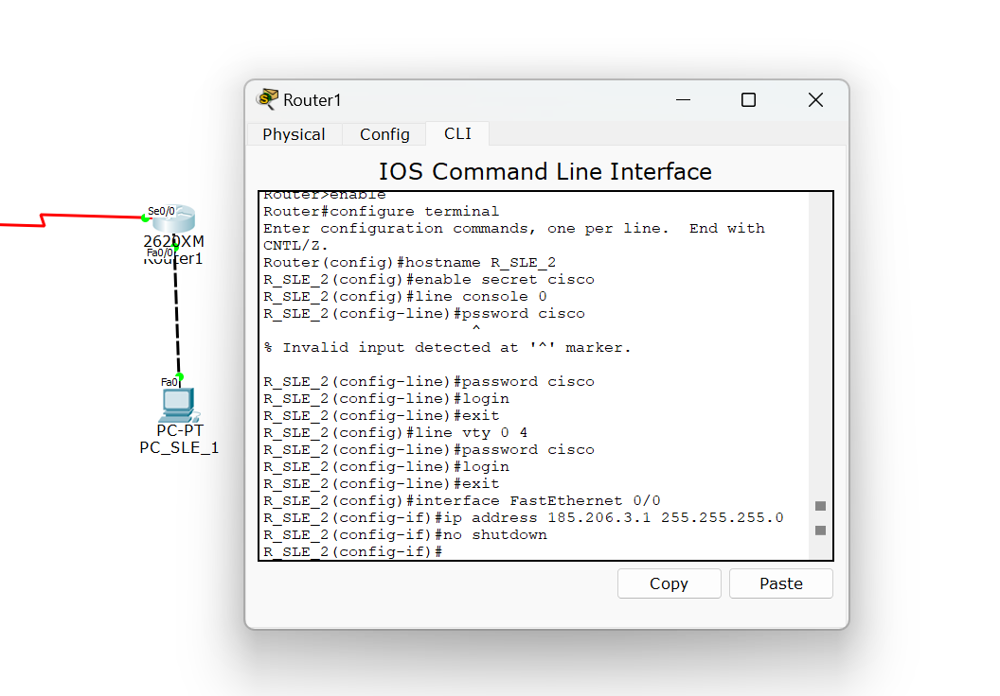 Router1
Physical Config CLI
IOS Command Line Interface
Router>enable
Router#configure terminal
Enter configuration commands, one per line.  End with
CNTL/Z.
Router(config)#hostname R_SLE_2
R_SLE_2(config)#enable secret cisco
R_SLE_2(config)#line console 0
R_SLE_2(config-line)#pssword cisco
^
% Invalid input detected at '^' marker.
R_SLE_2(config-line)#password cisco
R_SLE_2(config-line)#login
R_SLE_2(config-line)#exit
R_SLE_2(config)#line vty 0 4
R_SLE_2(config-line)#password cisco
R_SLE_2(config-line)#login
R_SLE_2(config-line)#exit
R_SLE_2(config)#interface FastEthernet 0/0
R_SLE_2(config-if)#ip address 185.206.3.1 255.255.255.0
R_SLE_2(config-if)#no shutdown
R_SLE_2(config-if)#
Copy Paste
Se0/0
2620XM
Fa0/0
Router1
Fa0
PC-PT
PC_SLE_1